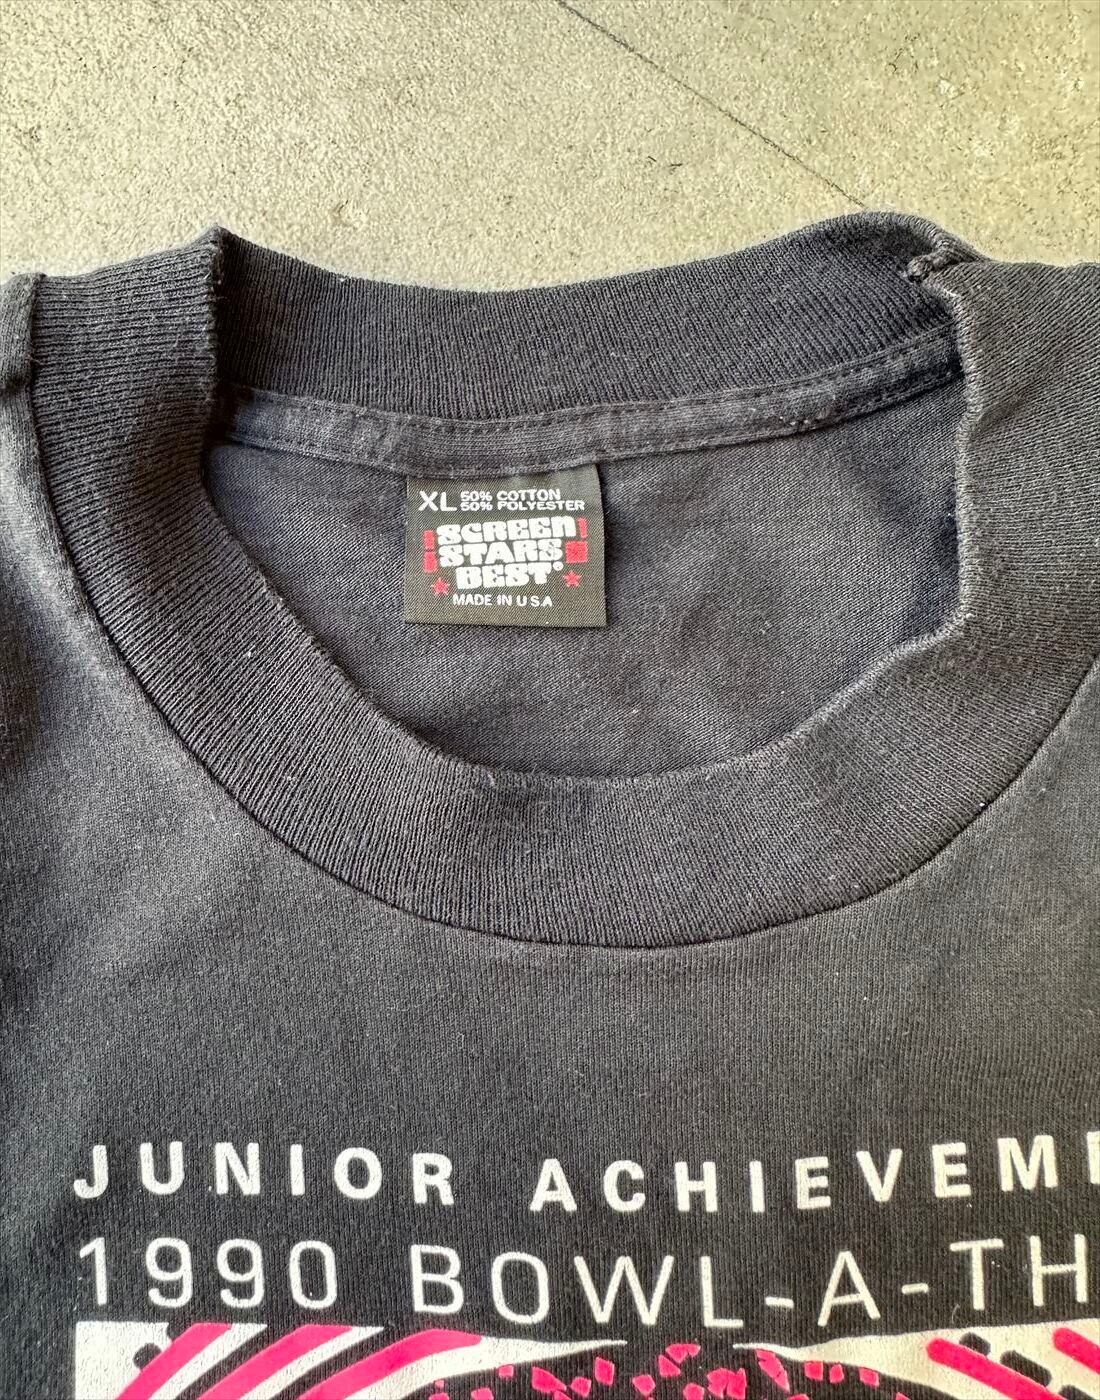 XL 50% COTTON
50% POLYESTER
SCREEN
STARS
BEST®
MADE IN U.S.A
JUNIOR ACHIEVEM
1990 BOWL-A-TH